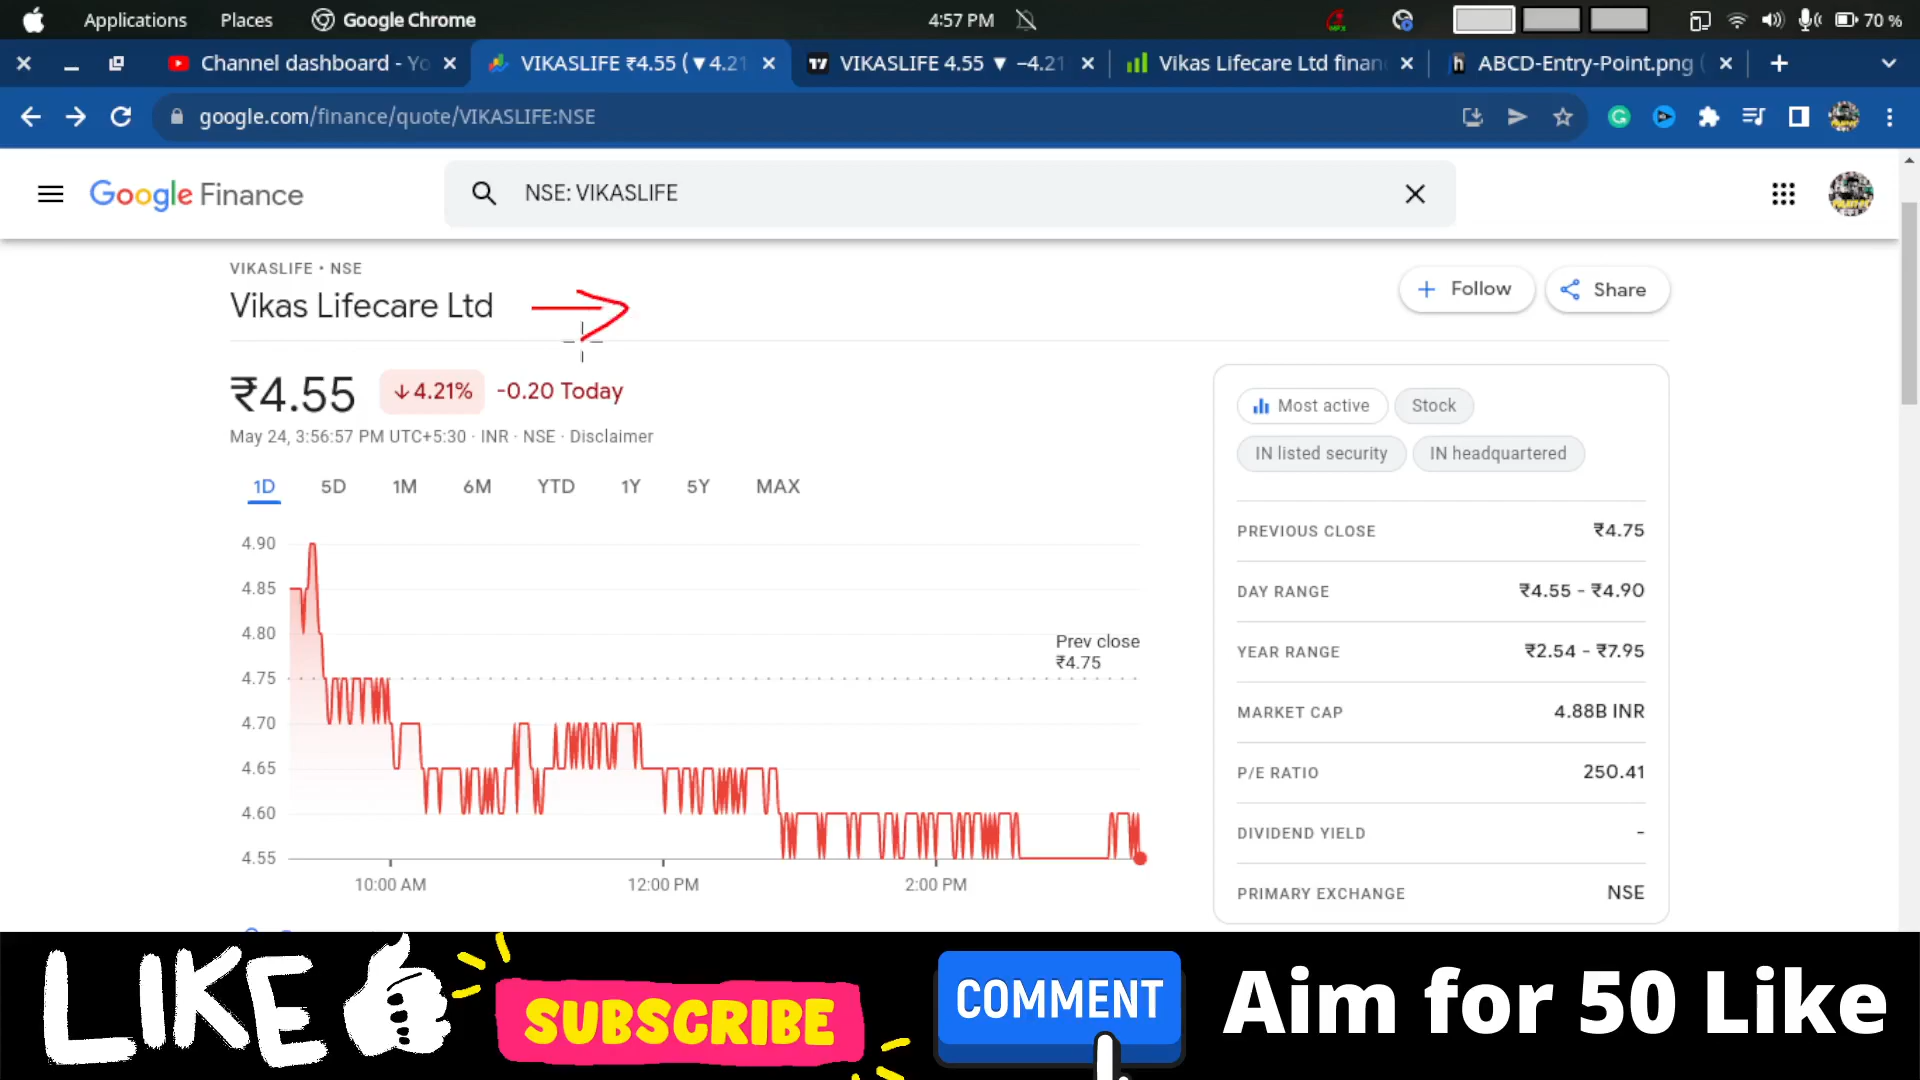 Applications Places Google Chrome 4:57 PM 70 %
Channel dashboard - Yo VIKASLIFE ₹4.55 (▼4.21 VIKASLIFE 4.55 ▼ −4.21 Vikas Lifecare Ltd finan ABCD-Entry-Point.png (
google.com/finance/quote/VIKASLIFE:NSE
Google Finance NSE: VIKASLIFE
VIKASLIFE • NSE
Vikas Lifecare Ltd
Follow Share
₹4.55 ↓4.21% -0.20 Today
May 24, 3:56:57 PM UTC+5:30 · INR · NSE · Disclaimer
1D 5D 1M 6M YTD 1Y 5Y MAX
4.90
4.85
4.80
4.75
4.70
4.65
4.60
4.55
Prev close
₹4.75
10:00 AM 12:00 PM 2:00 PM
Most active Stock
IN listed security IN headquartered
PREVIOUS CLOSE ₹4.75
DAY RANGE ₹4.55 - ₹4.90
YEAR RANGE ₹2.54 - ₹7.95
MARKET CAP 4.88B INR
P/E RATIO 250.41
DIVIDEND YIELD -
PRIMARY EXCHANGE NSE
LIKE SUBSCRIBE COMMENT Aim for 50 Like